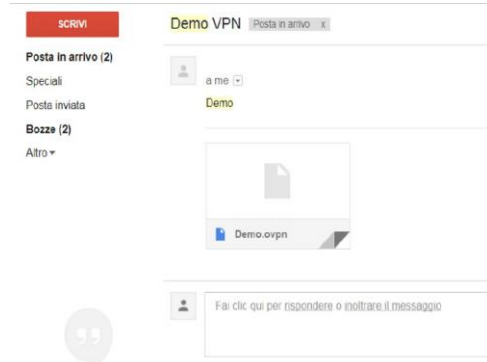 SCRIVI
Demo VPN Posta in arrivo x
Posta in arrivo (2)
Speciali
Posta inviata
Bozze (2)
Altro
a me
Demo
Demo.ovpn
Fai clic qui per rispondere o inoltrare il messaggio